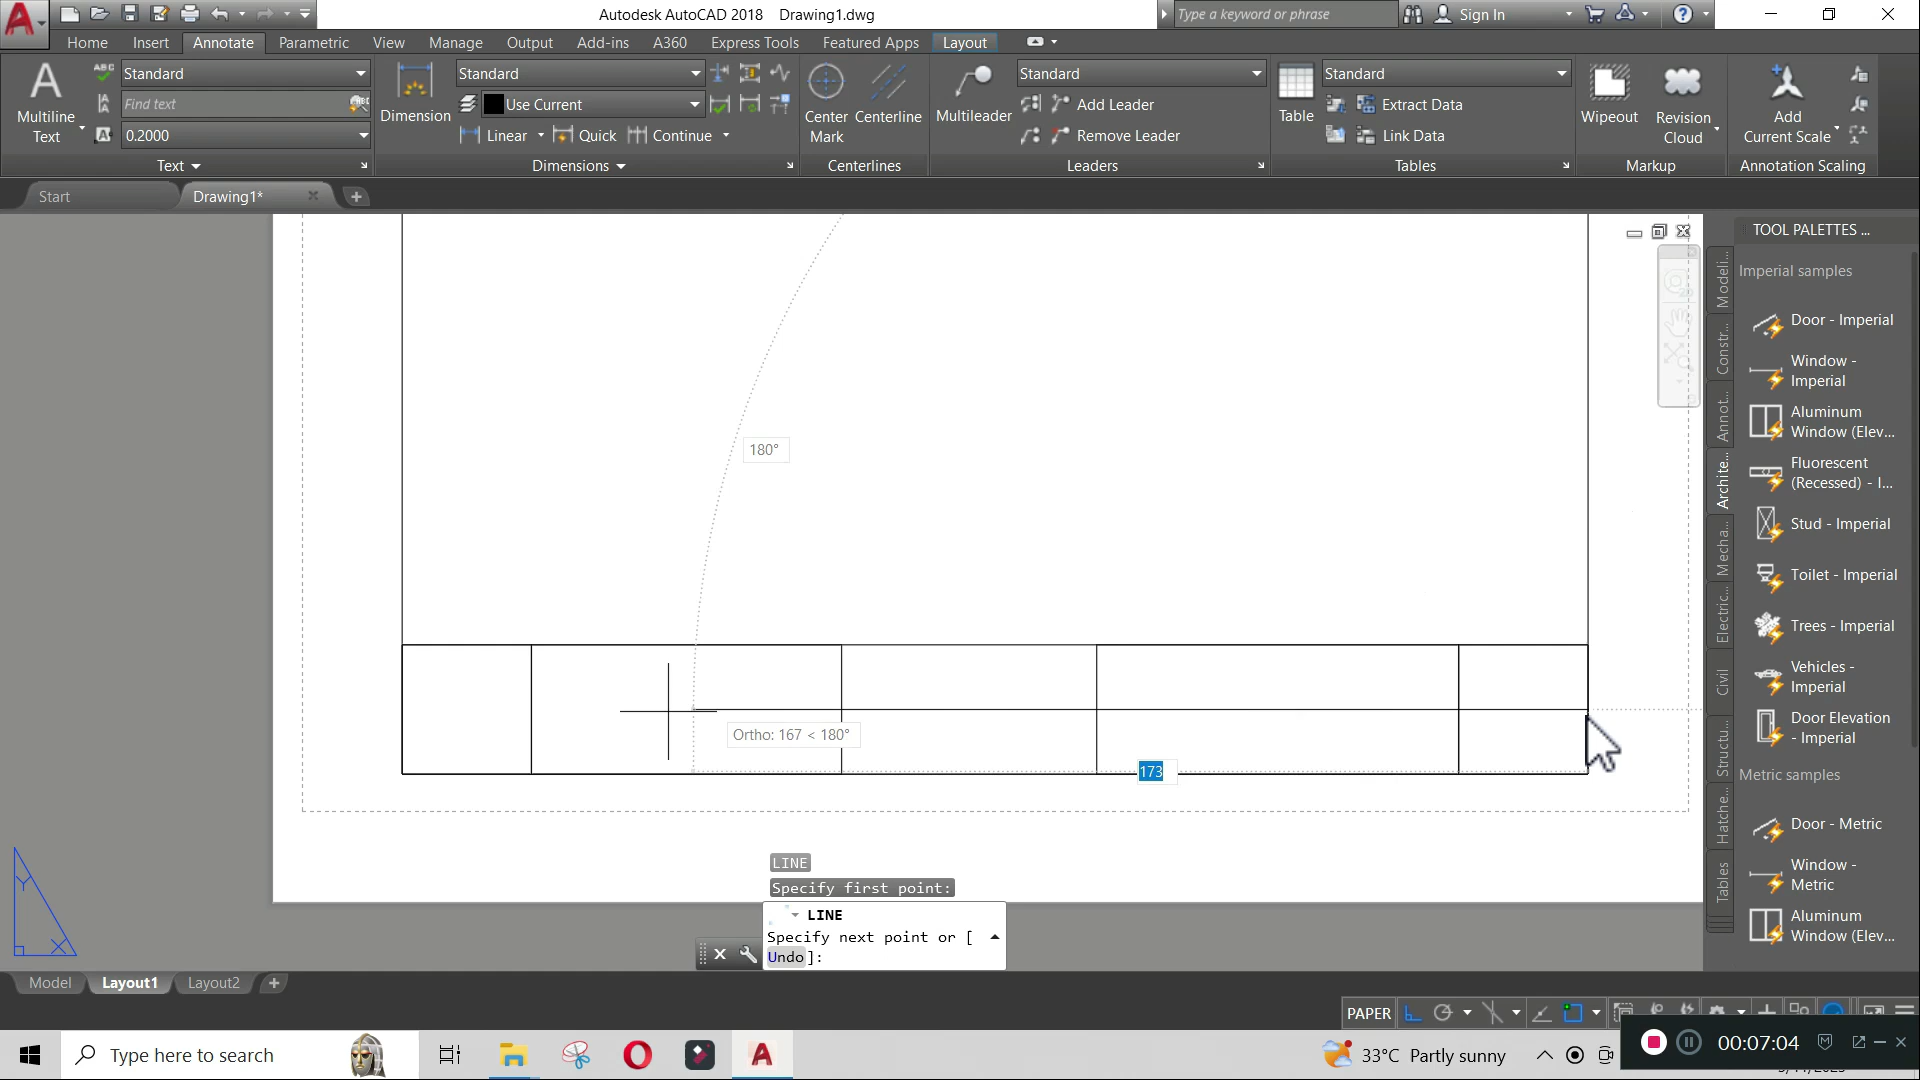 Autodesk AutoCAD 2018 Drawing1.dwg
Type a keyword or phrase
Sign In
Home Insert Annotate Parametric View Manage Output Add-ins A360 Express Tools Featured Apps Layout
Multiline Text
Standard
Find text
0.2000
Text
Dimension
Standard
Use Current
Linear Quick Continue
Dimensions
Center Mark
Centerline
Centerlines
Multileader
Standard
Add Leader
Remove Leader
Leaders
Table
Standard
Extract Data
Link Data
Tables
Wipeout
Revision Cloud
Markup
Add Current Scale
Annotation Scaling
Start
Drawing1*
TOOL PALETTES ...
Imperial samples
Door - Imperial
Window - Imperial
Aluminum Window (Elev...
Fluorescent (Recessed) - I...
Stud - Imperial
Toilet - Imperial
Trees - Imperial
Vehicles - Imperial
Door Elevation - Imperial
Metric samples
Door - Metric
Window - Metric
Aluminum Window (Elev...
Modeli...
Constr...
Annot...
Archite...
Mecha...
Electric...
Civil
Structu...
Hatche...
Tables
180°
Ortho: 167 < 180°
173
LINE
Specify first point:
LINE
Specify next point or [
Undo]:
Y
X
Model Layout1 Layout2
PAPER
Type here to search
33°C Partly sunny
00:07:04